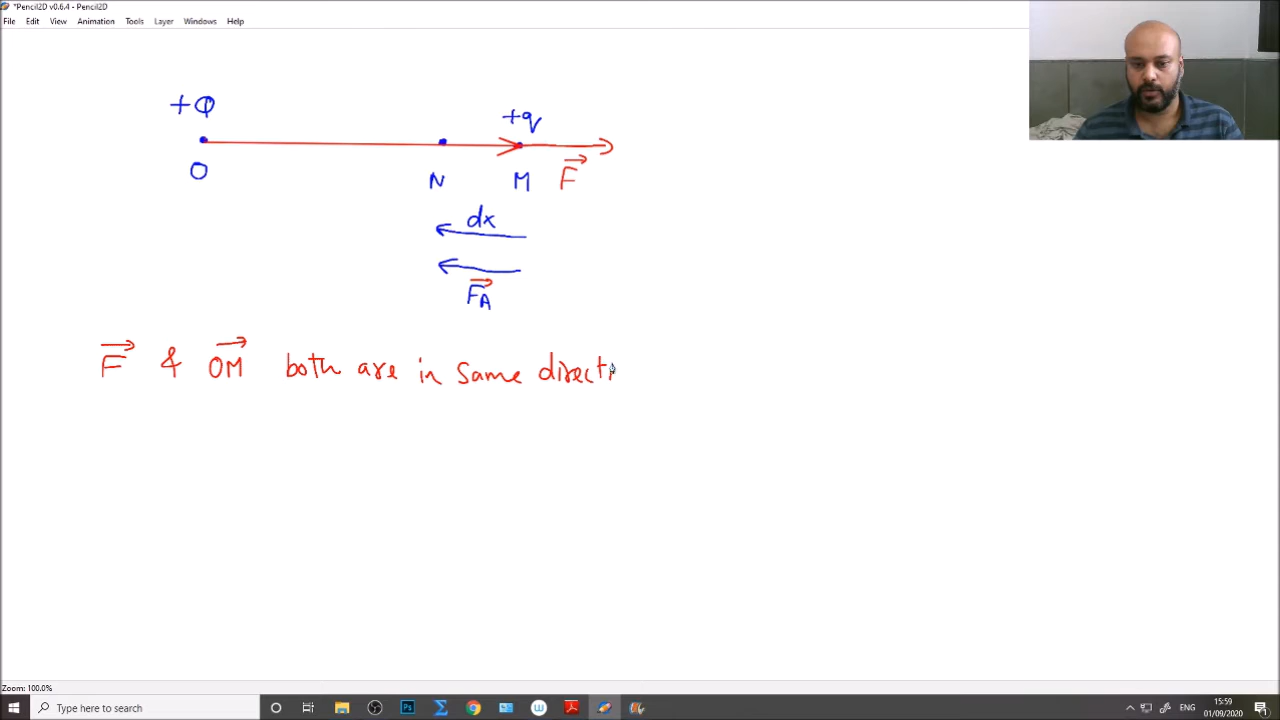 *Pencil2D v0.6.4 - Pencil2D
File Edit View Animation Tools Layer Windows Help
+Q
+q
O
N
M
F
dx
FA
F & OM both are in same directi
Zoom: 100.0%
Type here to search
ENG
15:59
01/09/2020